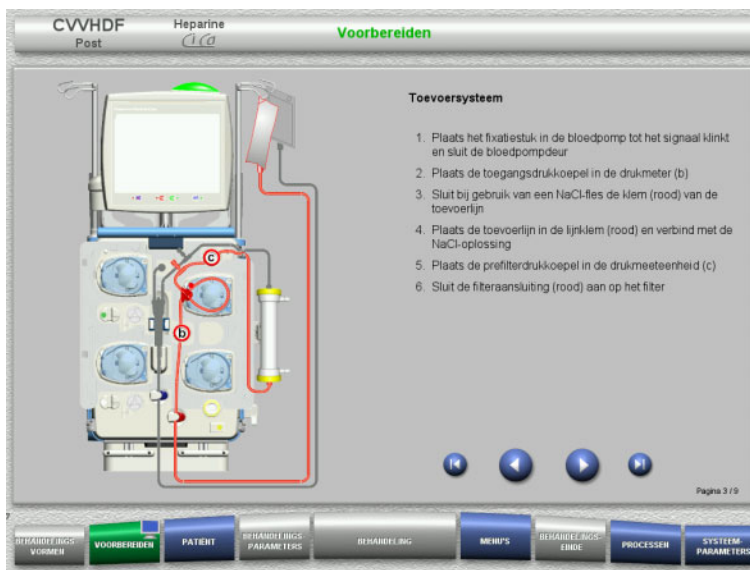 CVVHDF
Post
Heparine
Ci Ca
Voorbereiden
Toevoersysteem
1. Plaats het fixatiestuk in de bloedpomp tot het signaal klinkt
en sluit de bloedpompdeur
2. Plaats de toegangsdrukkoepel in de drukmeter (b)
3. Sluit bij gebruik van een NaCl-fles de klem (rood) van de
toevoerlijn
4. Plaats de toevoerlijn in de lijnklem (rood) en verbind met de
NaCl-oplossing
5. Plaats de prefilterdrukkoepel in de drukmeeteenheid (c)
6. Sluit de filteraansluiting (rood) aan op het filter
c
b
Pagina 3 / 9
BEHANDELINGS-
VORMEN
VOORBEREIDEN
PATIËNT
BEHANDELINGS-
PARAMETERS
BEHANDELING
MENU'S
BEHANDELINGS-
EINDE
PROCESSEN
SYSTEEM-
PARAMETERS